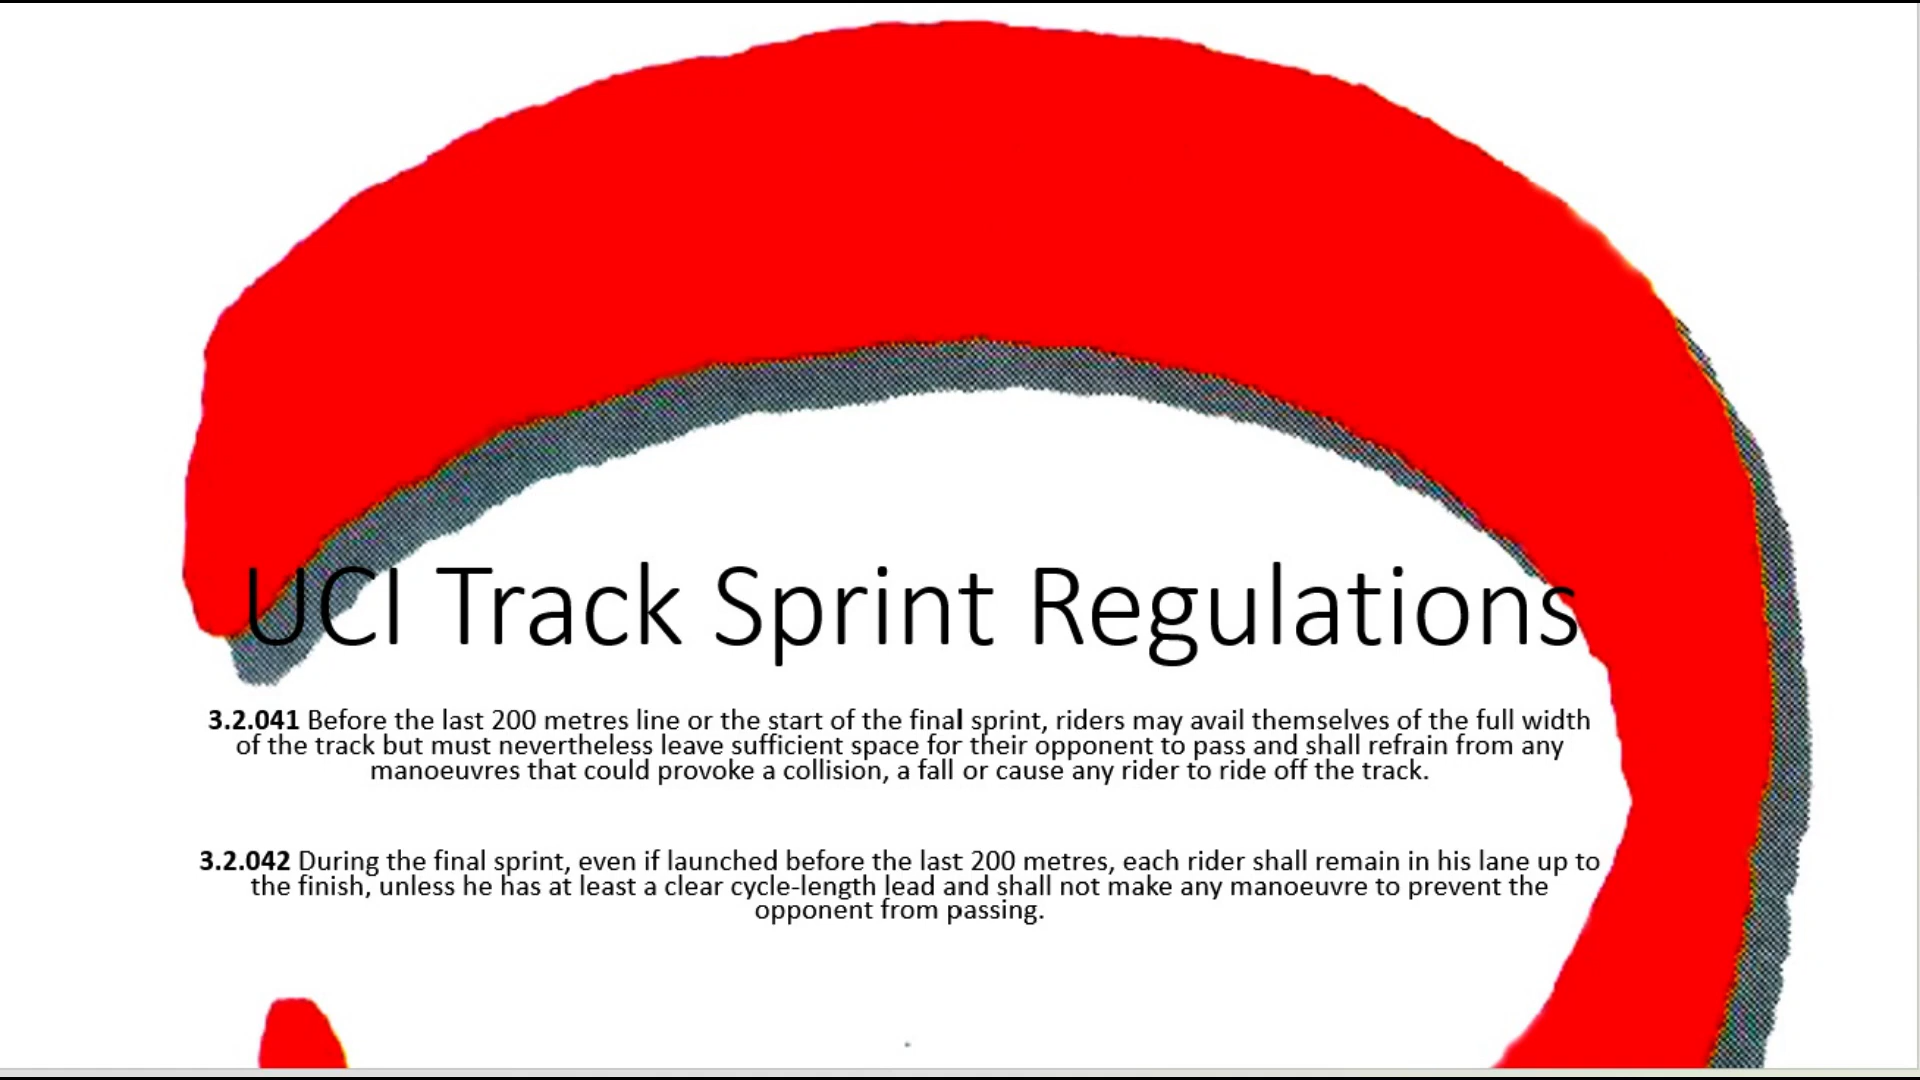 UCI Track Sprint Regulations
3.2.041 Before the last 200 metres line or the start of the final sprint, riders may avail themselves of the full width
of the track but must nevertheless leave sufficient space for their opponent to pass and shall refrain from any
manoeuvres that could provoke a collision, a fall or cause any rider to ride off the track.
3.2.042 During the final sprint, even if launched before the last 200 metres, each rider shall remain in his lane up to
the finish, unless he has at least a clear cycle-length lead and shall not make any manoeuvre to prevent the
opponent from passing.